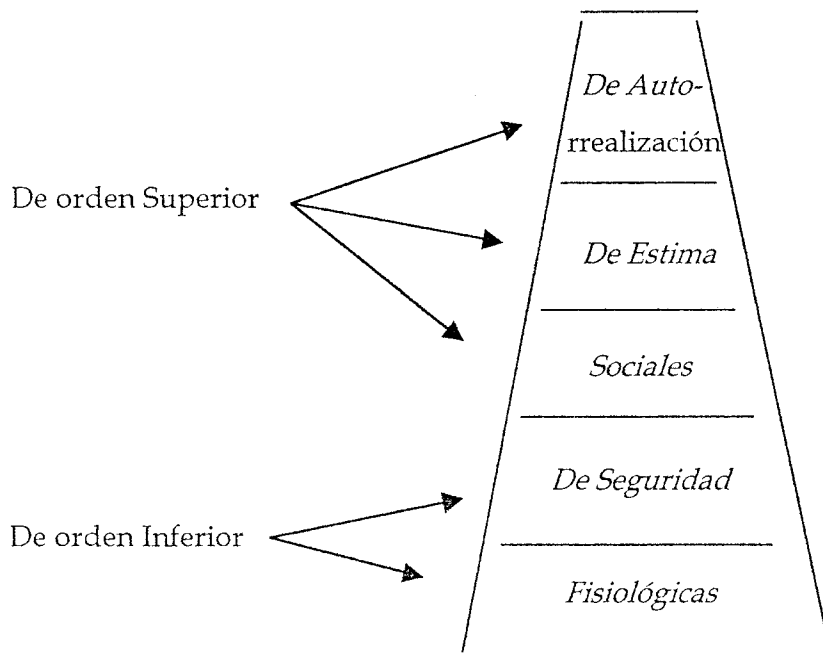 De Auto-
rrealización
De orden Superior
De Estima
Sociales
De Seguridad
De orden Inferior
Fisiológicas